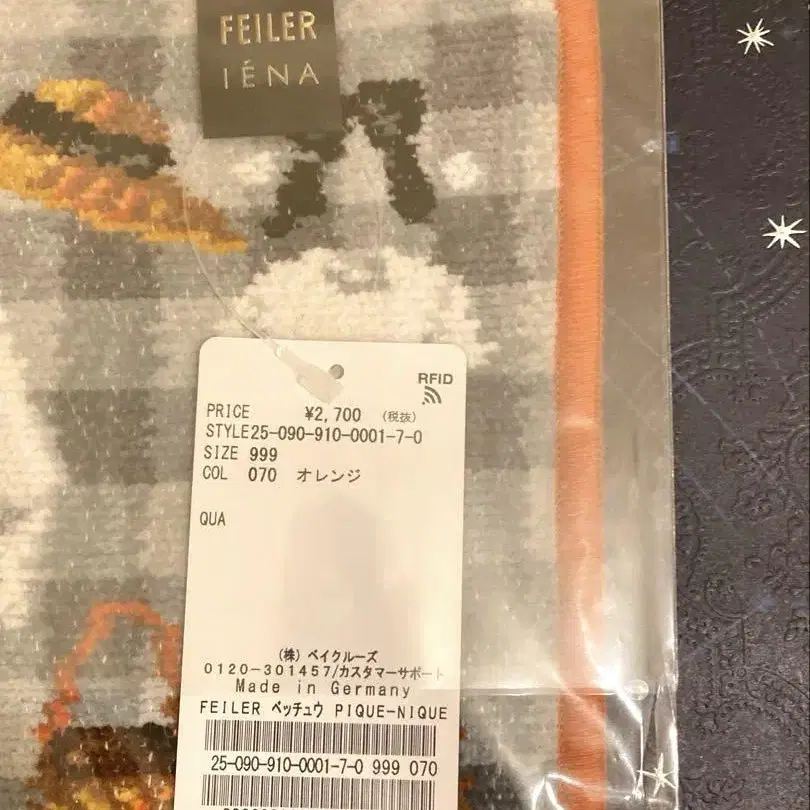 FEILER
IÉNA
RFID
PRICE ¥2,700 (税抜)
STYLE25-090-910-0001-7-0
SIZE 999
COL 070 オレンジ
QUA
(株) ベイクルーズ
0120-301457/カスタマーサポート
Made in Germany
FEILER ベッチュウ PIQUE-NIQUE
25-090-910-0001-7-0 999 070